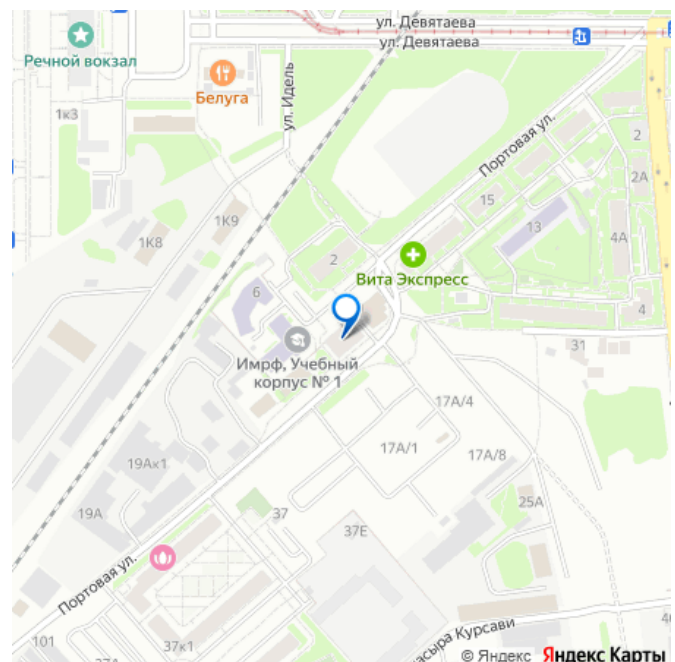 ул. Девятаева
ул. Девятаева
Речной вокзал
Белуга
ул. Идель
1к3
Портовая ул.
2
2А
15
1К9
13
1К8
4А
2
Вита Экспресс
6
4
31
Имрф, Учебный
корпус № 1
17А/4
17А/1
17А/8
19Ак1
25А
19А
37
37Е
Портовая ул.
101
37к1
37А
асыра Курсави
© Яндекс Яндекс Карты